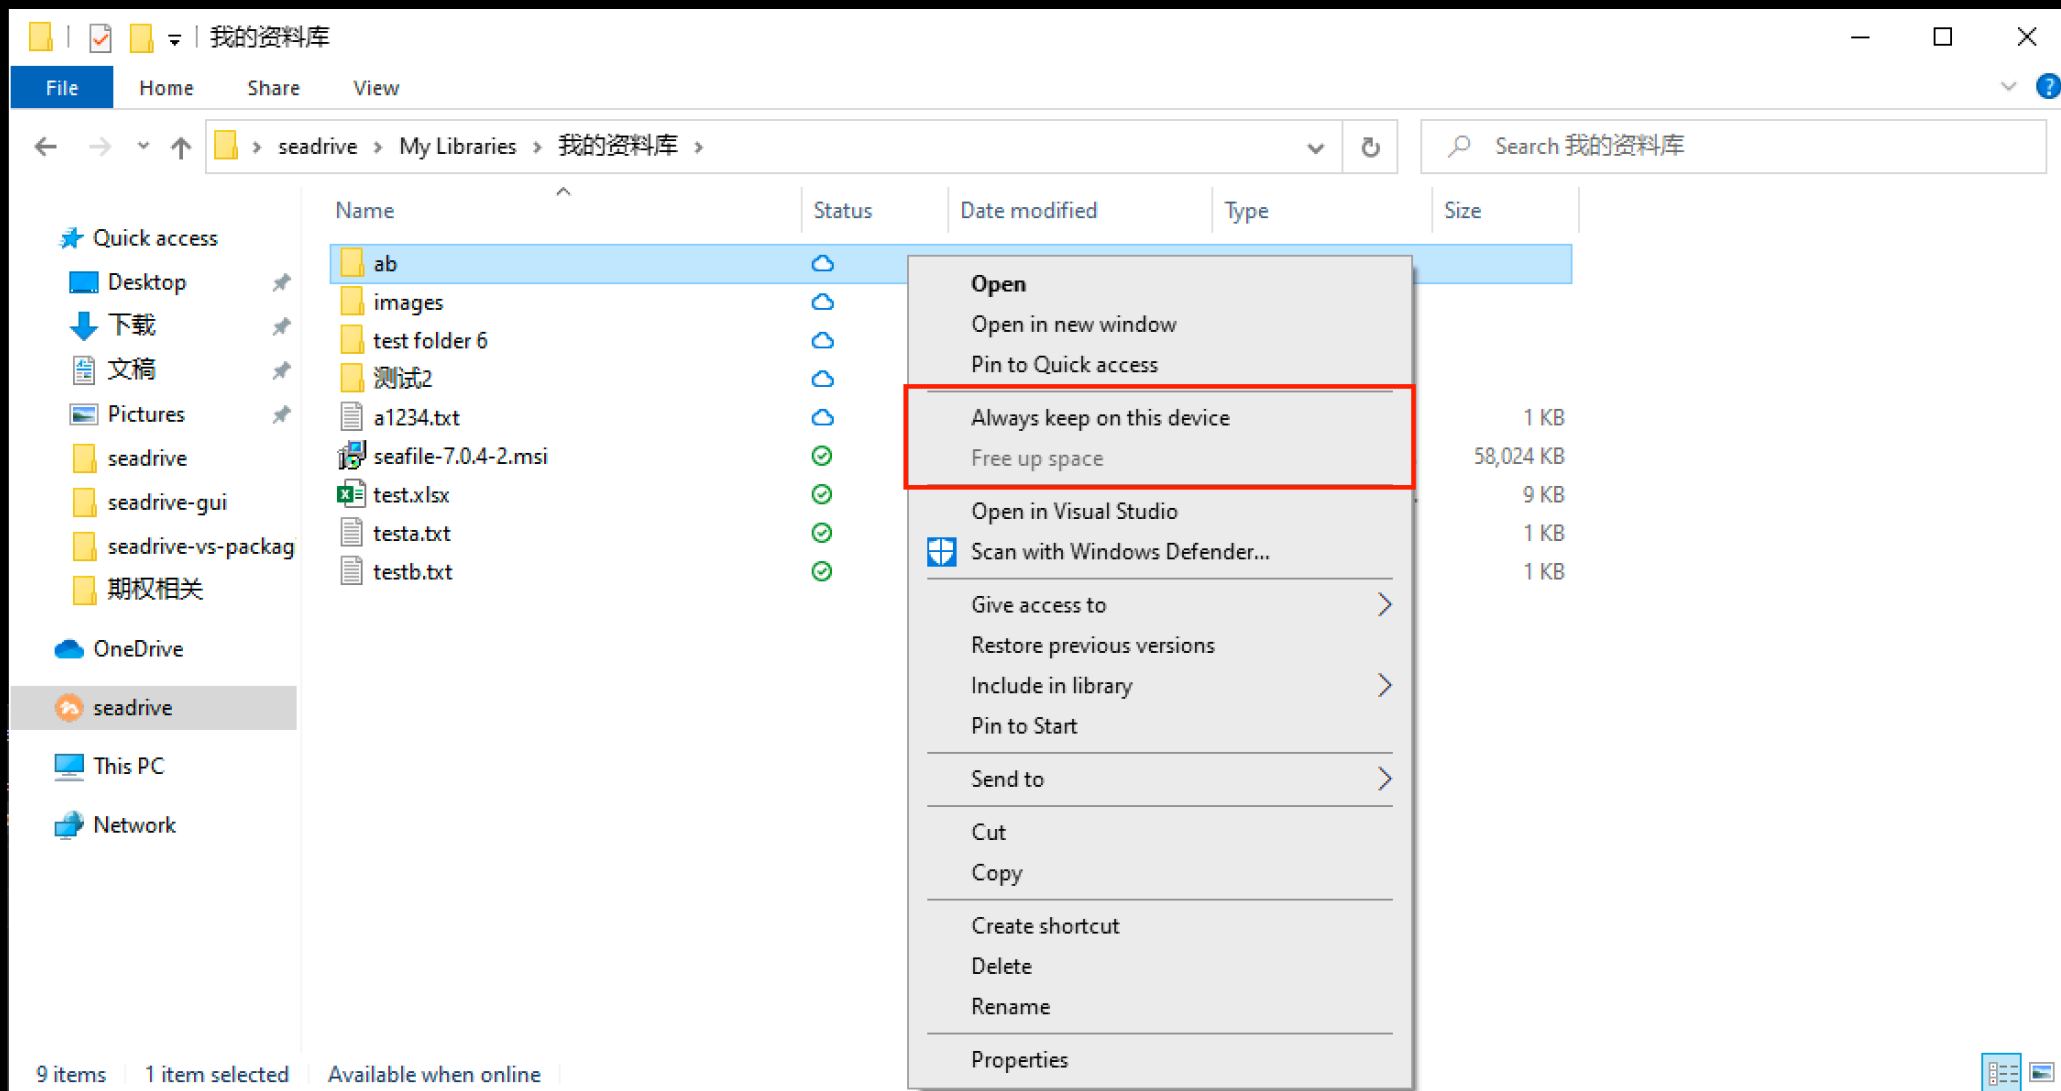 我的资料库
File Home Share View
seadrive My Libraries 我的资料库
Search 我的资料库
Name Status Date modified Type Size
Quick access
Desktop
下载
文稿
Pictures
seadrive
seadrive-gui
seadrive-vs-packag
期权相关
OneDrive
seadrive
This PC
Network
ab
images
test folder 6
测试2
a1234.txt 1 KB
seafile-7.0.4-2.msi 58,024 KB
test.xlsx 9 KB
testa.txt 1 KB
testb.txt 1 KB
Open
Open in new window
Pin to Quick access
Always keep on this device
Free up space
Open in Visual Studio
Scan with Windows Defender...
Give access to
Restore previous versions
Include in library
Pin to Start
Send to
Cut
Copy
Create shortcut
Delete
Rename
Properties
9 items 1 item selected Available when online